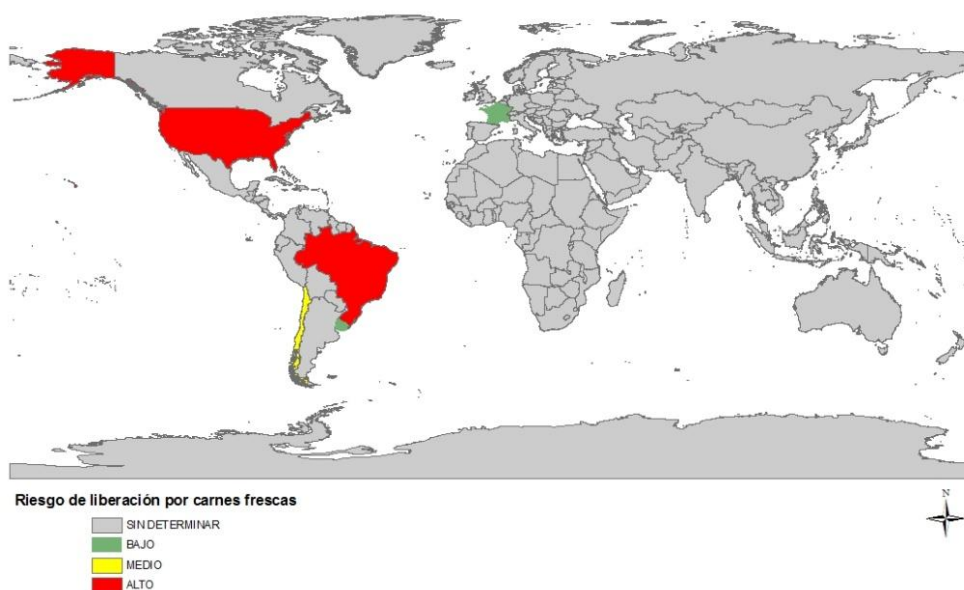 Riesgo de liberación por carnes frescas
SIN DETERMINAR
BAJO
MEDIO
ALTO
N